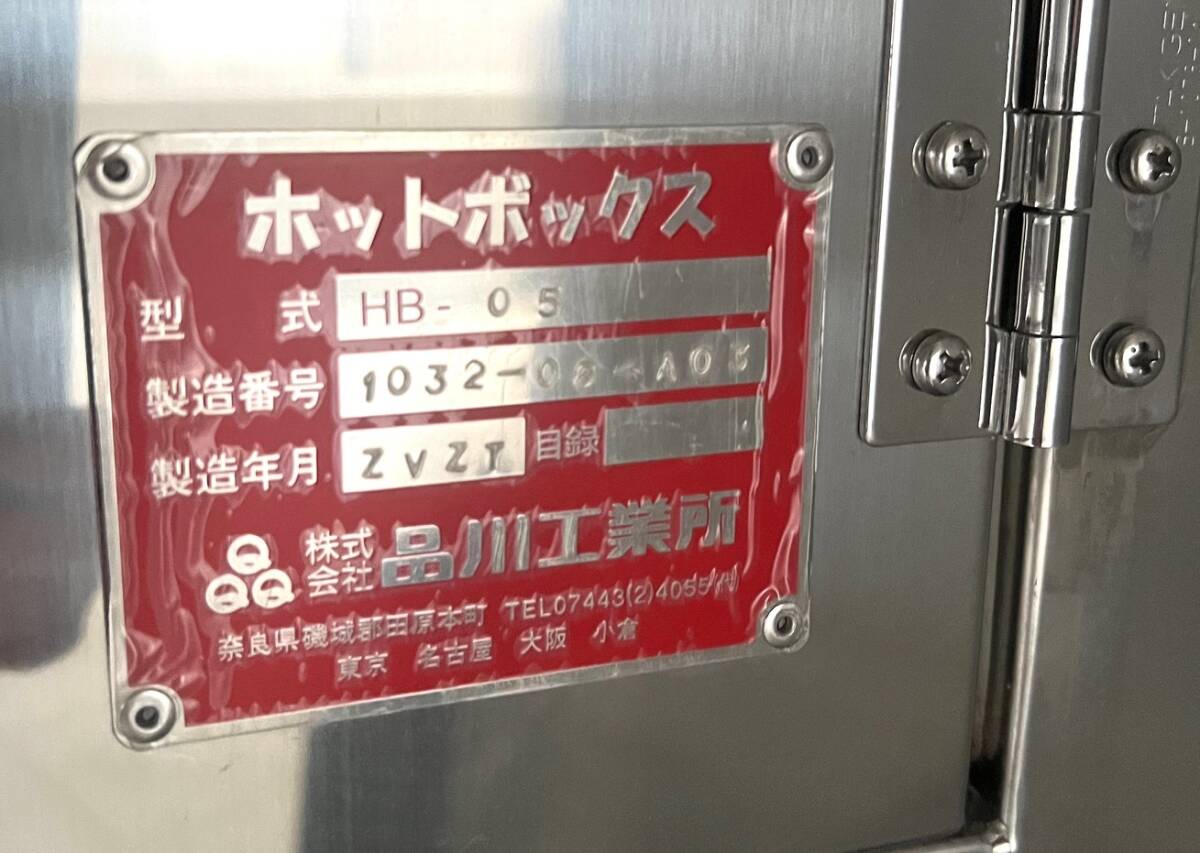 ホットボックス
型式 HB- 05
製造番号 1032-
製造年月 ZVZT 目録
株式会社 品川工業所
奈良県磯城郡田原本町 TEL07443(2)4055(代)
東京 名古屋 大阪 小倉